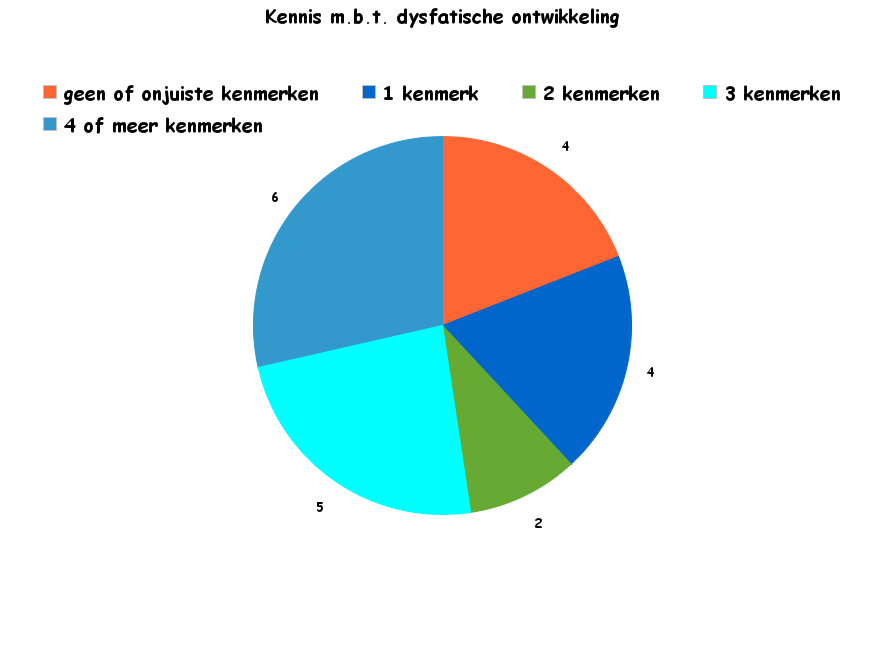 Kennis m.b.t. dysfatische ontwikkeling
geen of onjuiste kenmerken 1 kenmerk 2 kenmerken 3 kenmerken
4 of meer kenmerken
4
6
4
5
2